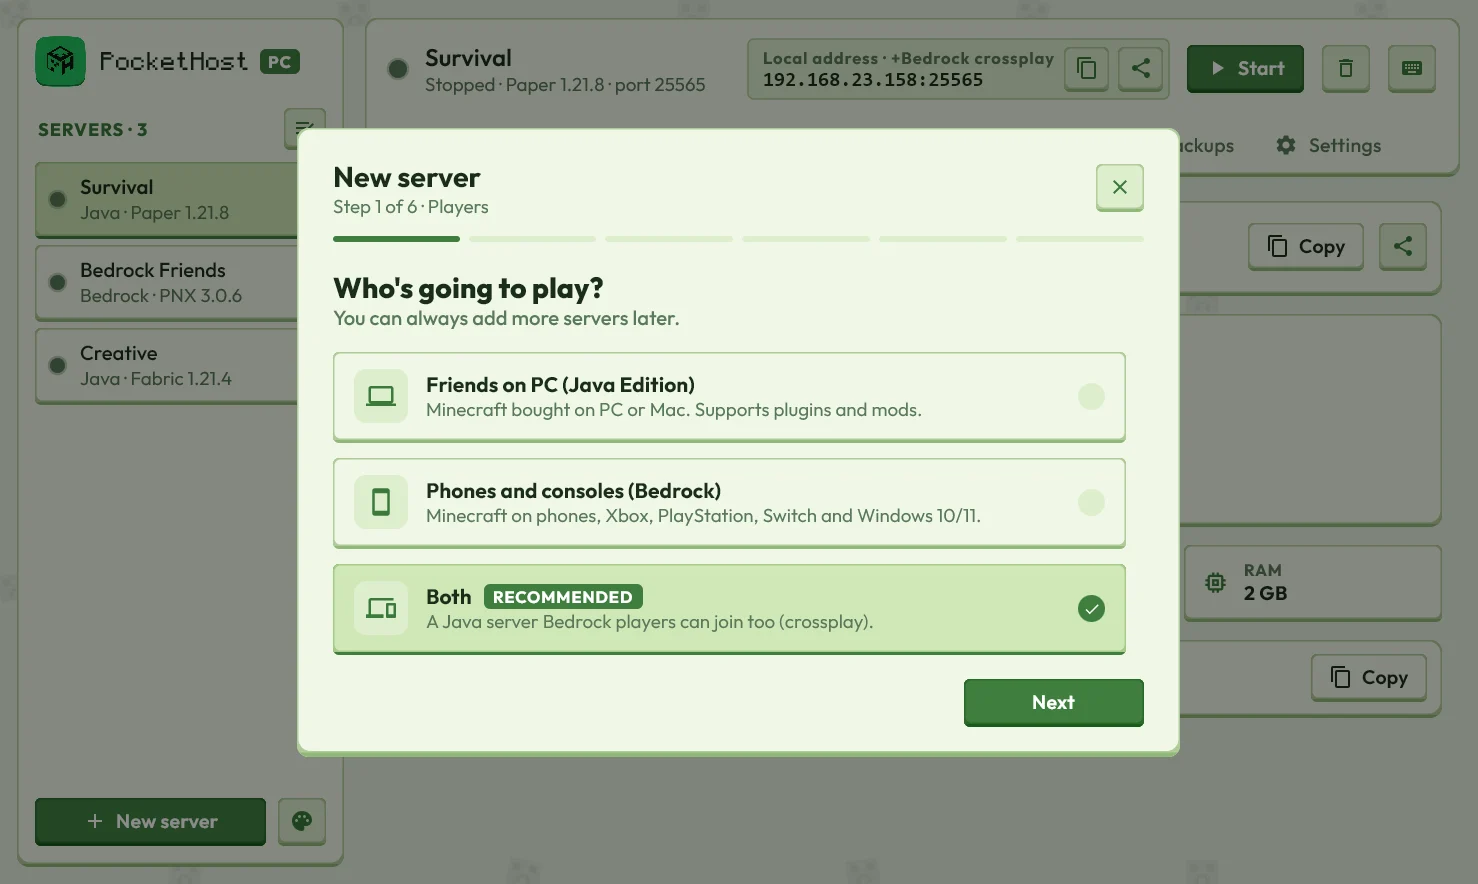 PocketHost PC
SERVERS · 3
Survival
Java · Paper 1.21.8
Bedrock Friends
Bedrock · PNX 3.0.6
Creative
Java · Fabric 1.21.4
New server
Survival
Stopped · Paper 1.21.8 · port 25565
Local address · +Bedrock crossplay
192.168.23.158:25565
Start
ackups
Settings
Copy
RAM
2 GB
Copy
New server
Step 1 of 6 · Players
Who's going to play?
You can always add more servers later.
Friends on PC (Java Edition)
Minecraft bought on PC or Mac. Supports plugins and mods.
Phones and consoles (Bedrock)
Minecraft on phones, Xbox, PlayStation, Switch and Windows 10/11.
Both RECOMMENDED
A Java server Bedrock players can join too (crossplay).
Next